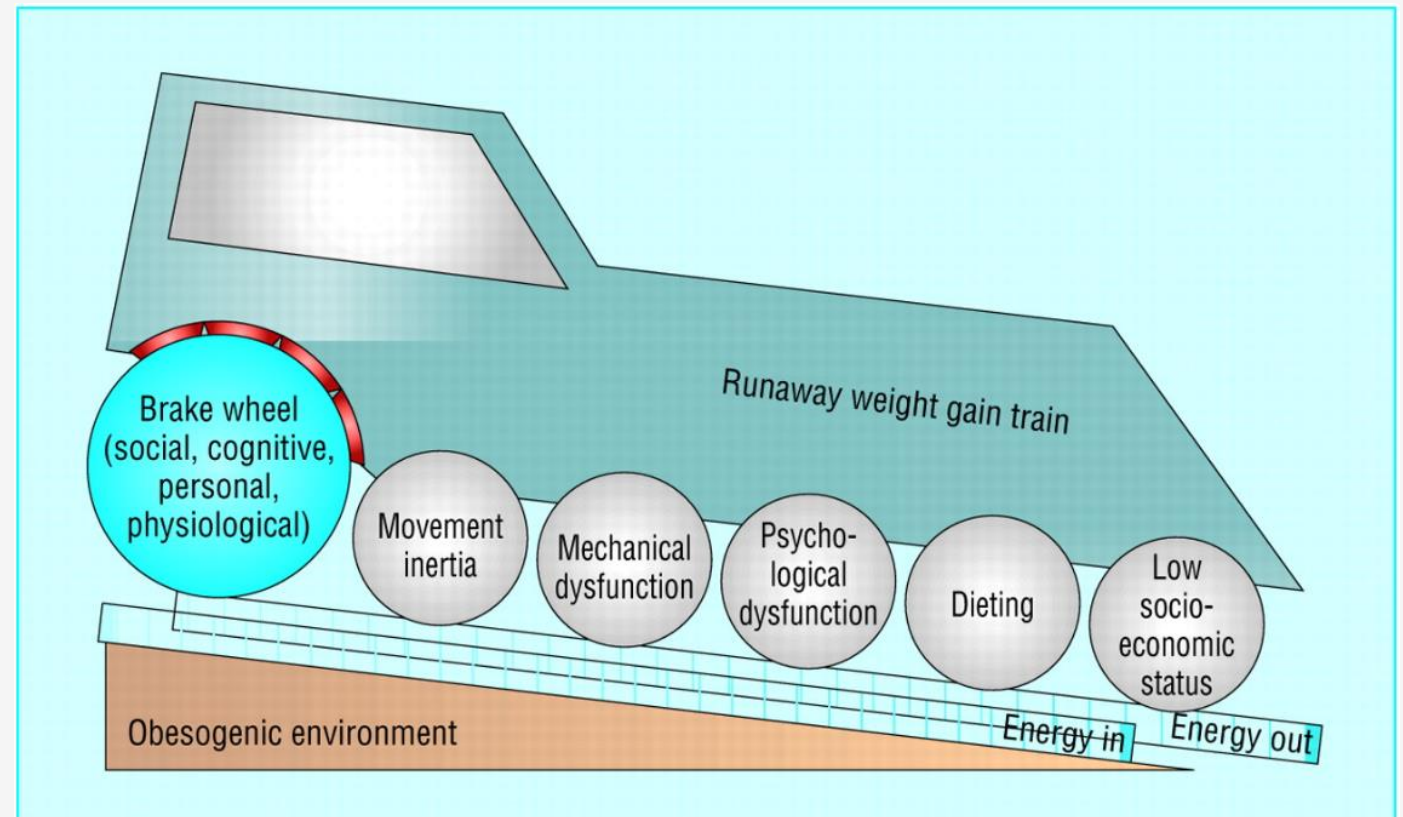 Runaway weight gain train
Brake wheel
(social, cognitive,
personal,
physiological)
Movement
inertia
Mechanical
dysfunction
Psycho-
logical
dysfunction
Dieting
Low
socio-
economic
status
Obesogenic environment
Energy in
Energy out